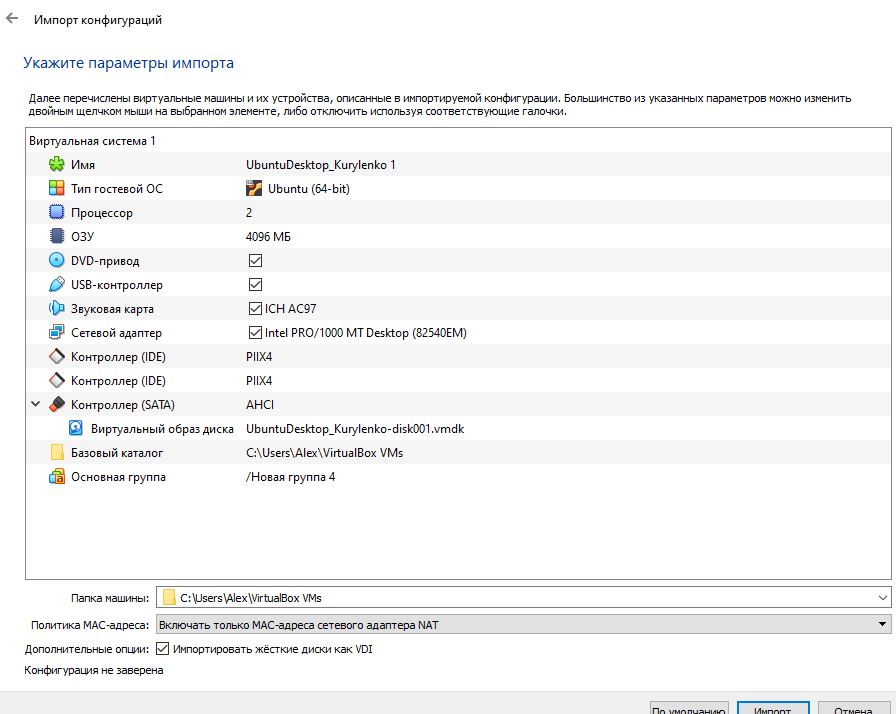 Импорт конфигураций
Укажите параметры импорта
Далее перечислены виртуальные машины и их устройства, описанные в импортируемой конфигурации. Большинство из указанных параметров можно изменить
двойным щелчком мыши на выбранном элементе, либо отключить используя соответствующие галочки.
Виртуальная система 1
Имя UbuntuDesktop_Kurylenko 1
Тип гостевой ОС Ubuntu (64-bit)
Процессор 2
ОЗУ 4096 МБ
DVD-привод
USB-контроллер
Звуковая карта ICH AC97
Сетевой адаптер Intel PRO/1000 MT Desktop (82540EM)
Контроллер (IDE) PIIX4
Контроллер (IDE) PIIX4
Контроллер (SATA) AHCI
Виртуальный образ диска UbuntuDesktop_Kurylenko-disk001.vmdk
Базовый каталог C:\Users\Alex\VirtualBox VMs
Основная группа /Новая группа 4
Папка машины: C:\Users\Alex\VirtualBox VMs
Политика MAC-адреса: Включать только MAC-адреса сетевого адаптера NAT
Дополнительные опции: Импортировать жёсткие диски как VDI
Конфигурация не заверена
По умолчанию Импорт Отмена